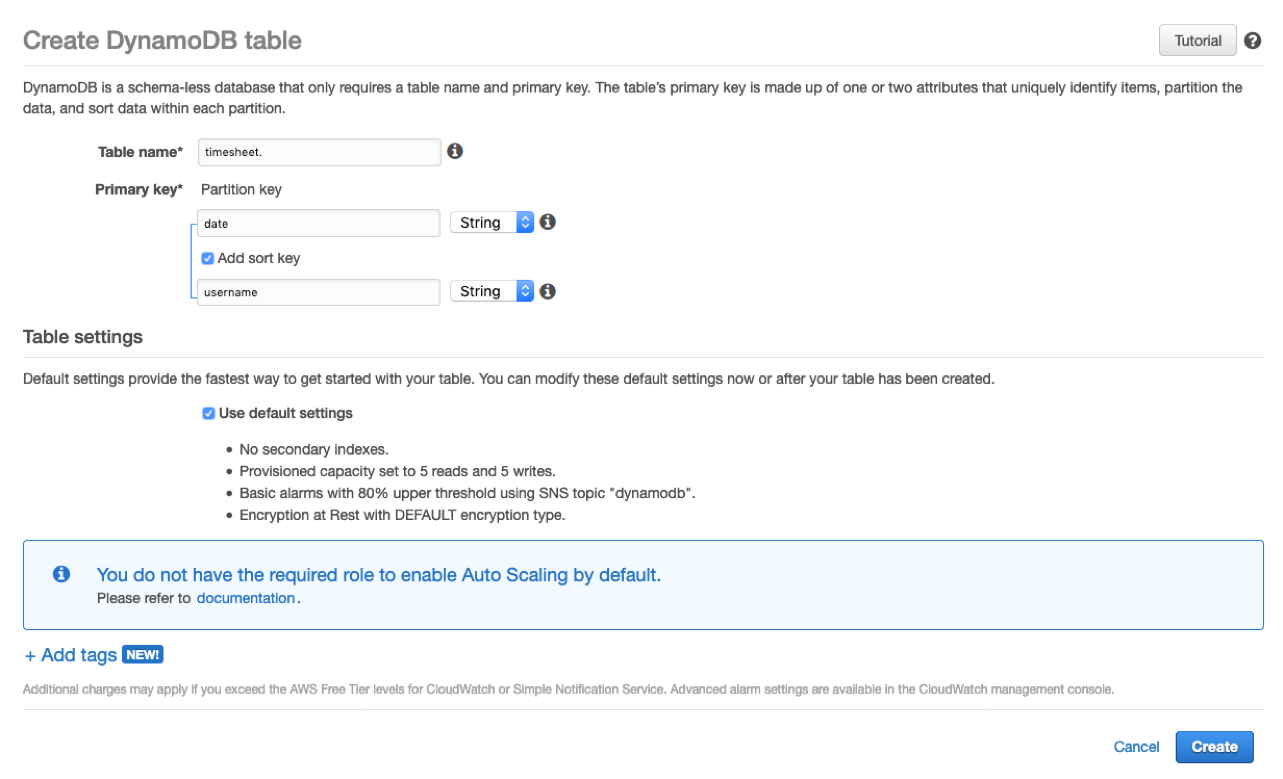 Create DynamoDB table
Tutorial
DynamoDB is a schema-less database that only requires a table name and primary key. The table's primary key is made up of one or two attributes that uniquely identify items, partition the
data, and sort data within each partition.
Table name* timesheet.
Primary key* Partition key
date String
Add sort key
username String
Table settings
Default settings provide the fastest way to get started with your table. You can modify these default settings now or after your table has been created.
Use default settings
• No secondary indexes.
• Provisioned capacity set to 5 reads and 5 writes.
• Basic alarms with 80% upper threshold using SNS topic "dynamodb".
• Encryption at Rest with DEFAULT encryption type.
You do not have the required role to enable Auto Scaling by default.
Please refer to documentation.
+ Add tags NEW!
Additional charges may apply if you exceed the AWS Free Tier levels for CloudWatch or Simple Notification Service. Advanced alarm settings are available in the CloudWatch management console.
Cancel Create